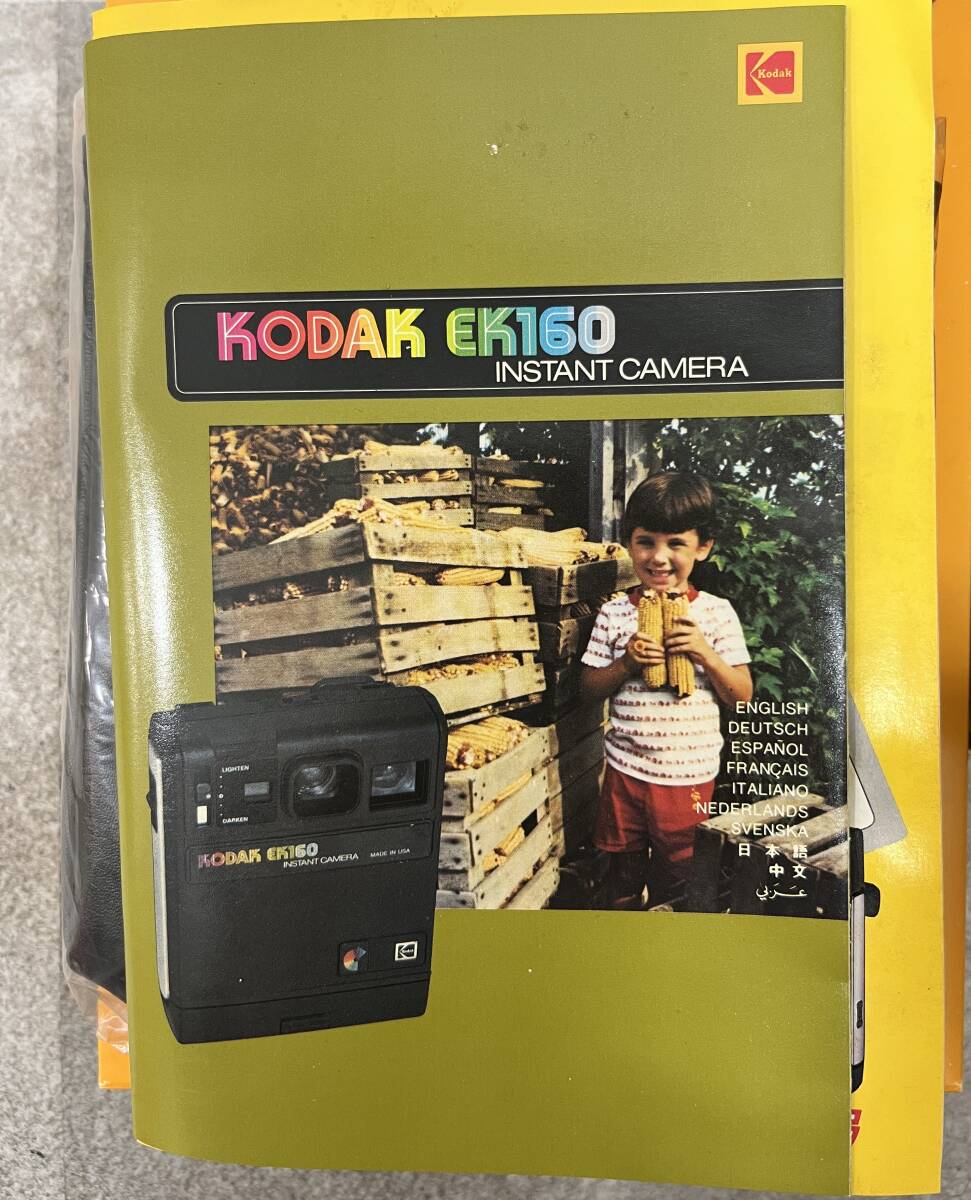 Kodak
KODAK EK160
INSTANT CAMERA
ENGLISH
DEUTSCH
ESPAÑOL
FRANÇAIS
ITALIANO
NEDERLANDS
SVENSKA
日本語
中文
عربي
LIGHTEN
DARKEN
KODAK EK160
INSTANT CAMERA MADE IN USA
Kodak